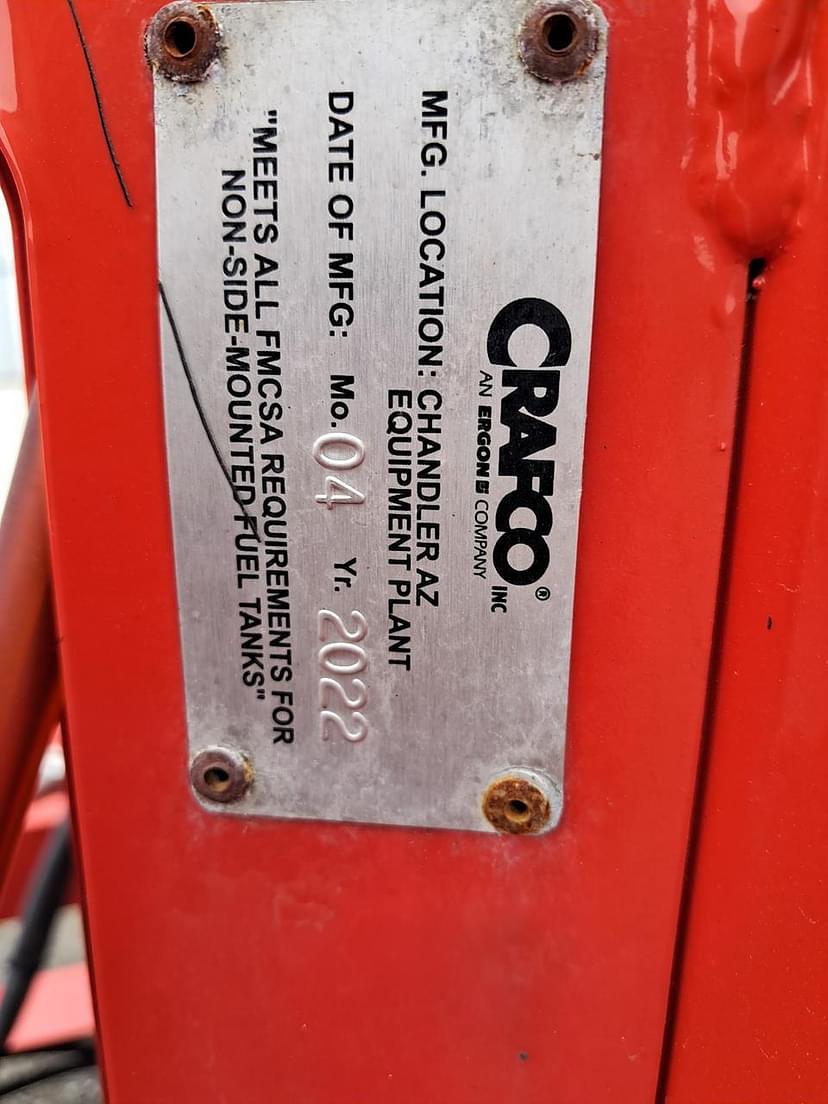 CRAFCO® INC
AN ERGON COMPANY
MFG. LOCATION: CHANDLER AZ
EQUIPMENT PLANT
DATE OF MFG: Mo. 04 Yr. 2022
"MEETS ALL FMCSA REQUIREMENTS FOR
NON-SIDE-MOUNTED FUEL TANKS"